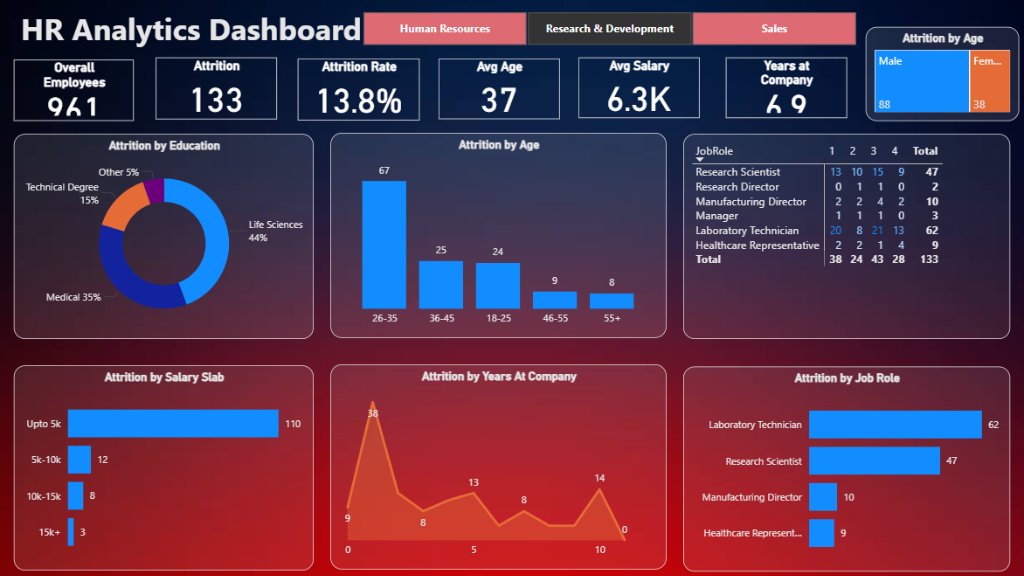 HR Analytics Dashboard
Human Resources
Research & Development
Sales
Overall
Employees
961
Attrition
133
Attrition Rate
13.8%
Avg Age
37
Avg Salary
6.3K
Years at
Company
6.9
Attrition by Age
Male
Fem...
88
38
Attrition by Education
Other 5%
Technical Degree
15%
Life Sciences
44%
Medical 35%
Attrition by Age
67
25
24
9
8
26-35 36-45 18-25 46-55 55+
JobRole 1 2 3 4 Total
Research Scientist 13 10 15 9 47
Research Director 0 1 1 0 2
Manufacturing Director 2 2 4 2 10
Manager 1 1 1 0 3
Laboratory Technician 20 8 21 13 62
Healthcare Representative 2 2 1 4 9
Total 38 24 43 28 133
Attrition by Salary Slab
Upto 5k 110
5k-10k 12
10k-15k 8
15k+ 3
Attrition by Years At Company
38
9
8
13
8
14
0
0 5 10
Attrition by Job Role
Laboratory Technician 62
Research Scientist 47
Manufacturing Director 10
Healthcare Represent... 9